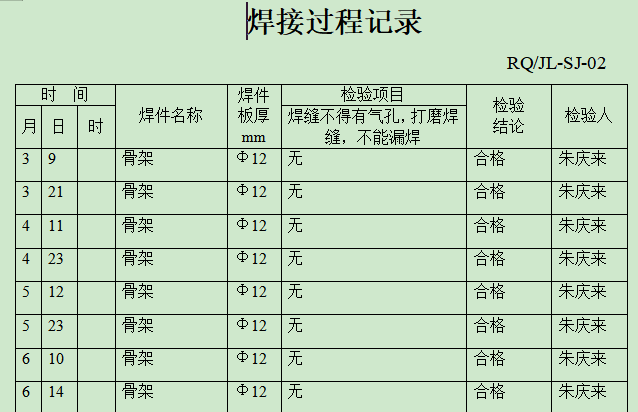 焊接过程记录
RQ/JL-SJ-02
时 间 焊件名称 焊件板厚mm 检验项目 检验结论 检验人
月 日 时 焊缝不得有气孔,打磨焊缝，不能漏焊
3 9 骨架 Φ12 无 合格 朱庆来
3 21 骨架 Φ12 无 合格 朱庆来
4 11 骨架 Φ12 无 合格 朱庆来
4 23 骨架 Φ12 无 合格 朱庆来
5 12 骨架 Φ12 无 合格 朱庆来
5 23 骨架 Φ12 无 合格 朱庆来
6 10 骨架 Φ12 无 合格 朱庆来
6 14 骨架 Φ12 无 合格 朱庆来